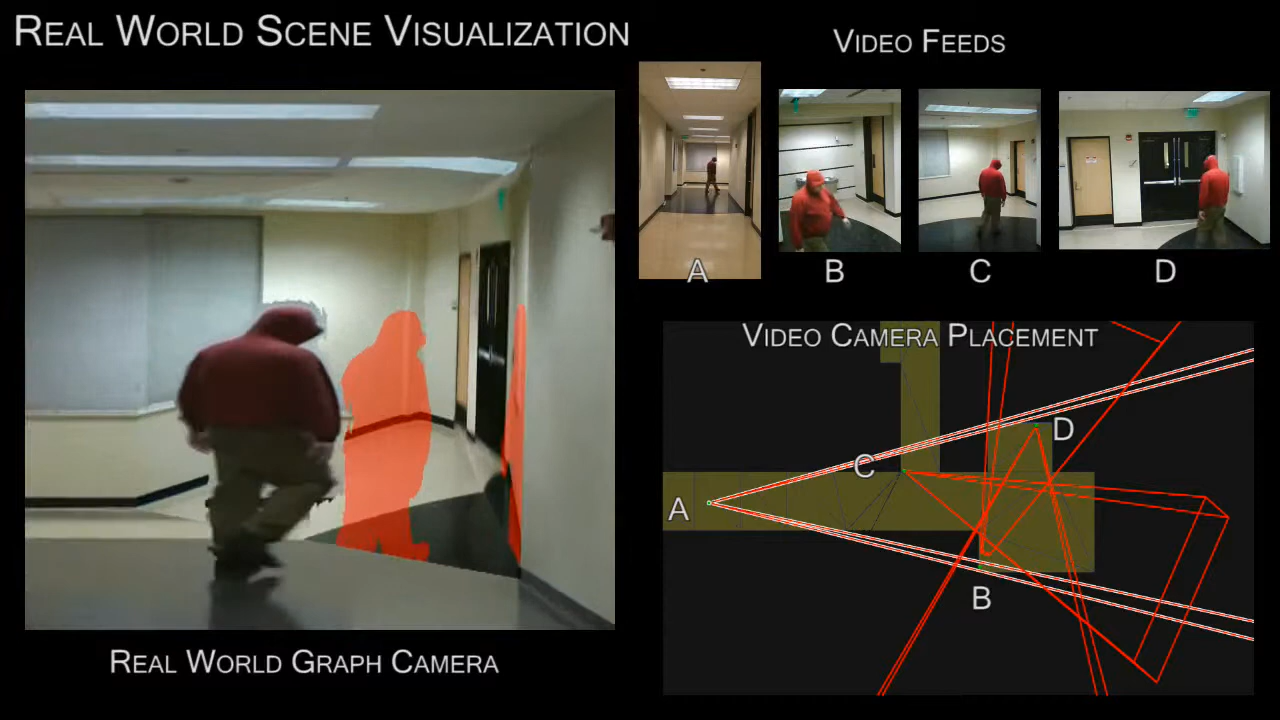 Real World Scene Visualization
Video Feeds
A
B
C
D
Video Camera Placement
A
C
D
B
Real World Graph Camera